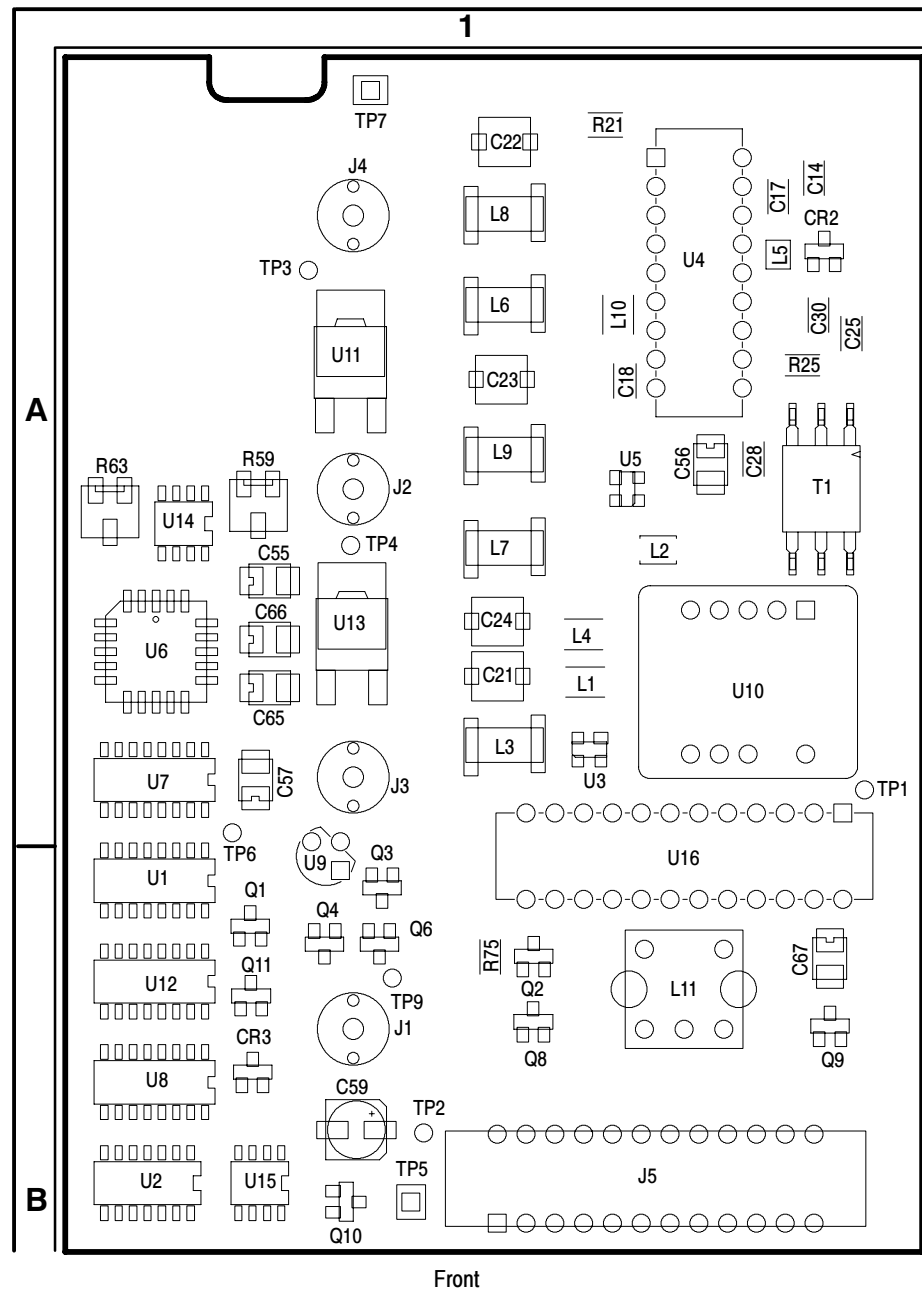 1
TP7
R21
C22
J4
C14
C17
L8
CR2
U4
L5
TP3
L6
L10
C30
C25
U11
R25
C23
C18
A
L9
U5
C56
C28
R63
R59
J2
T1
U14
TP4
L7
L2
C55
C66
C24
L4
U6
U13
C21
L1
U10
C65
L3
U7
C57
J3
U3
TP1
TP6
U9
Q3
U16
U1
Q1
Q4
Q6
R75
C67
U12
Q11
TP9
Q2
L11
J1
CR3
Q8
Q9
U8
C59
+
TP2
TP5
U2
U15
J5
B
Q10
Front